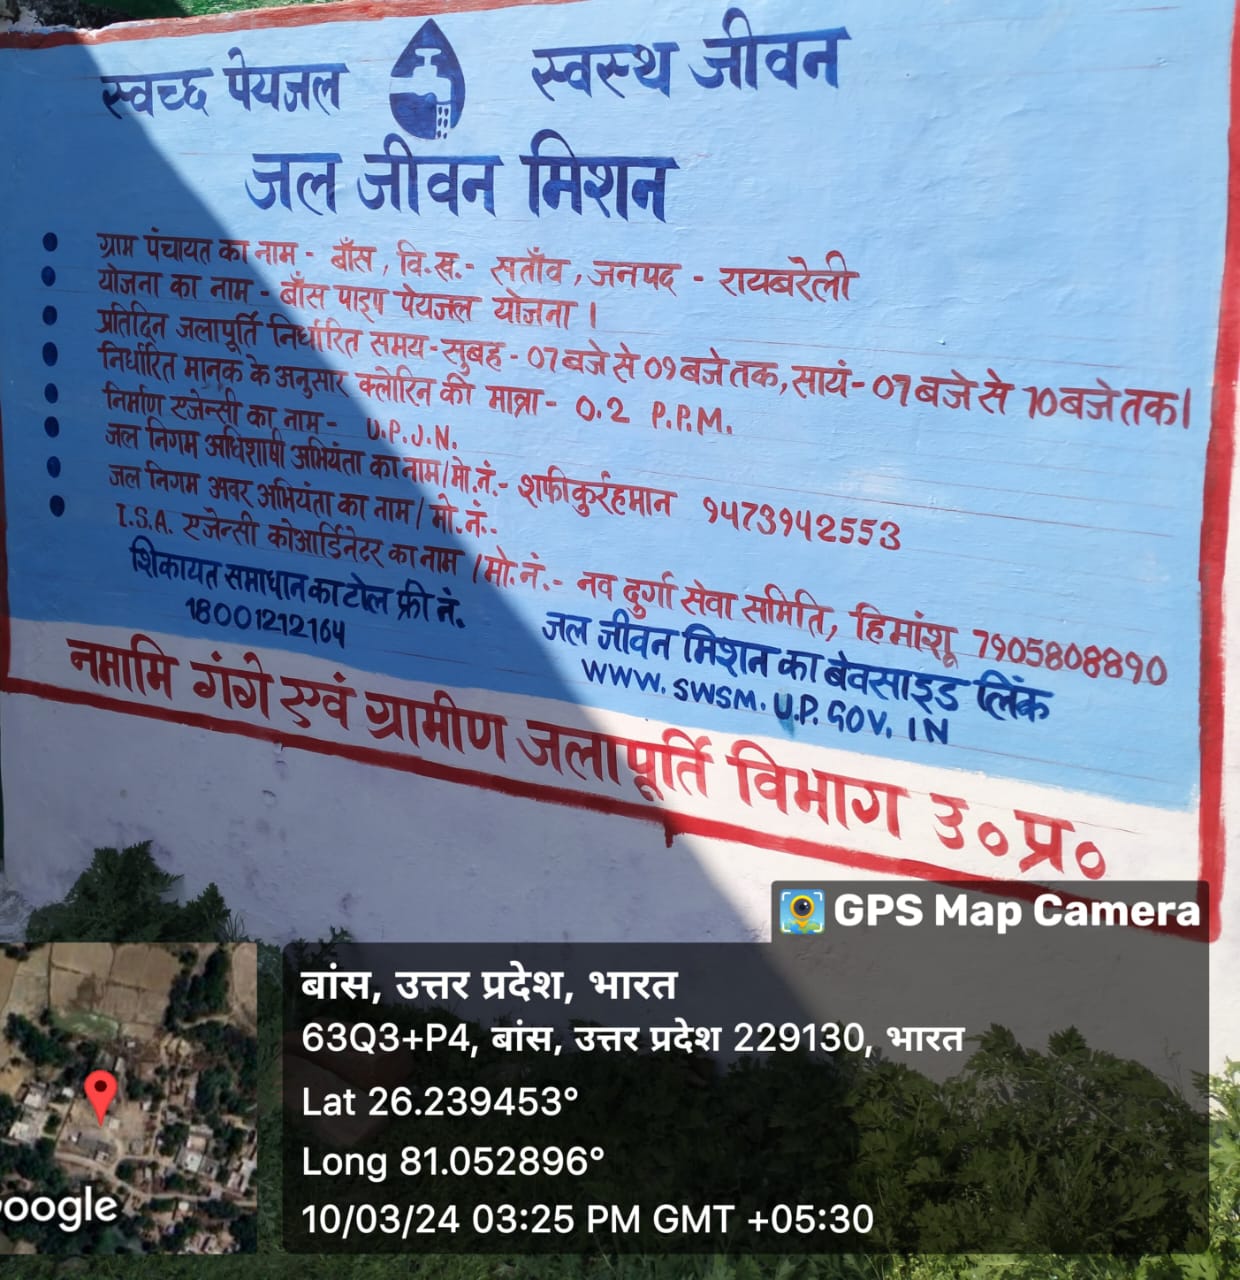 स्वच्छ पेयजल स्वस्थ जीवन
जल जीवन मिशन
• ग्राम पंचायत का नाम - बाँस, वि.ख.- सताँव, जनपद - रायबरेली
• योजना का नाम - बाँस पाइप पेयजल योजना।
• प्रतिदिन जलापूर्ति निर्धारित समय - सुबह - 07 बजे से 09 बजे तक, सायं - 07 बजे से 10 बजे तक।
• निर्धारित मानक के अनुसार क्लोरिन की मात्रा - 0.2 P.P.M.
• निर्माण एजेन्सी का नाम - U.P.J.N.
• जल निगम अधिशाषी अभियंता का नाम/मो.नं.- शफीकुर्रहमान 9473942553
• जल निगम अवर अभियंता का नाम/ मो.नं.-
• I.S.A. एजेन्सी कोआर्डिनेटर का नाम /मो.नं.- नव दुर्गा सेवा समिति, हिमांशू 7905808890
शिकायत समाधान का टोल फ्री नं.
18001212164
जल जीवन मिशन का बेवसाइड लिंक
WWW.SWSM.U.P.GOV.IN
नमामि गंगे एवं ग्रामीण जलापूर्ति विभाग उ०प्र०
GPS Map Camera
बांस, उत्तर प्रदेश, भारत
63Q3+P4, बांस, उत्तर प्रदेश 229130, भारत
Lat 26.239453°
Long 81.052896°
10/03/24 03:25 PM GMT +05:30
oogle